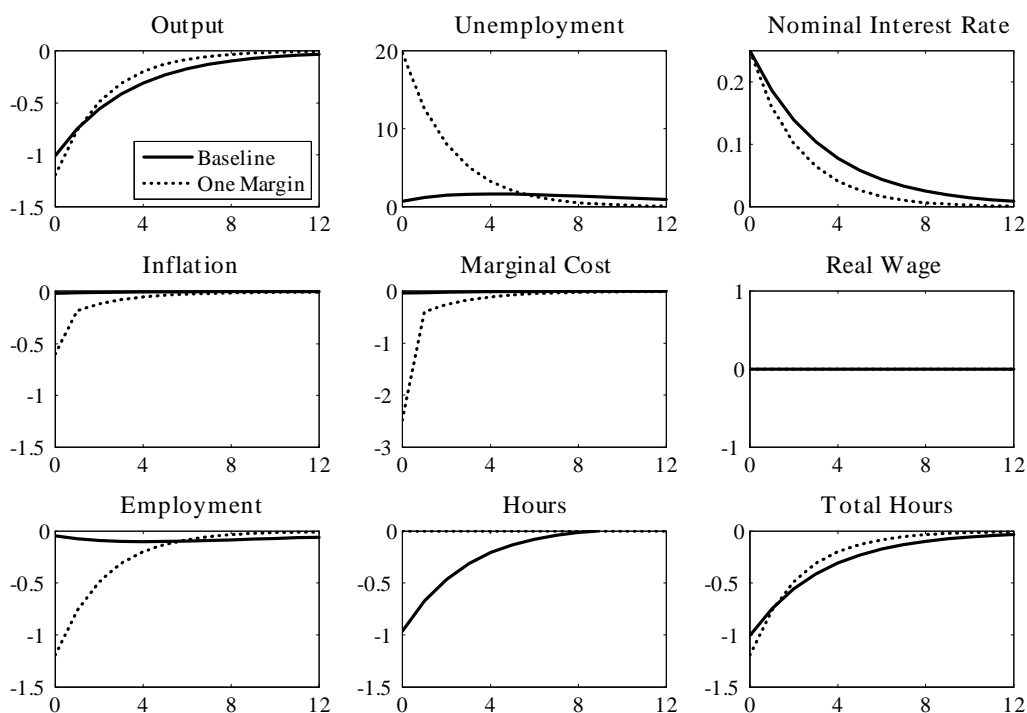 Output
Unemployment
Nominal Interest Rate
0
-0.5
-1
-1.5
0 4 8 12
Baseline
One Margin
20
10
0
0 4 8 12
0.2
0.1
0
0 4 8 12
Inflation
Marginal Cost
Real Wage
0
-0.5
-1
-1.5
0 4 8 12
0
-1
-2
-3
0 4 8 12
1
0
-1
0 4 8 12
Employment
Hours
Total Hours
0
-0.5
-1
-1.5
0 4 8 12
0
-0.5
-1
-1.5
0 4 8 12
0
-0.5
-1
-1.5
0 4 8 12